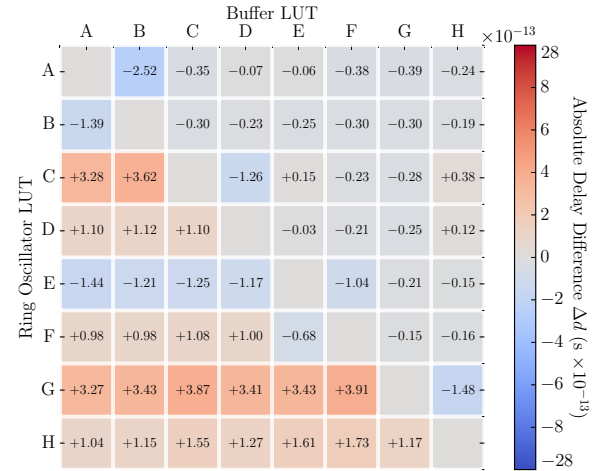 Buffer LUT
A B C D E F G H
×10⁻¹³
Ring Oscillator LUT
A −2.52 −0.35 −0.07 −0.06 −0.38 −0.39 −0.24
B −1.39 −0.30 −0.23 −0.25 −0.30 −0.30 −0.19
C +3.28 +3.62 −1.26 +0.15 −0.23 −0.28 +0.38
D +1.10 +1.12 +1.10 −0.03 −0.21 −0.25 +0.12
E −1.44 −1.21 −1.25 −1.17 −1.04 −0.21 −0.15
F +0.98 +0.98 +1.08 +1.00 −0.68 −0.15 −0.16
G +3.27 +3.43 +3.87 +3.41 +3.43 +3.91 −1.48
H +1.04 +1.15 +1.55 +1.27 +1.61 +1.73 +1.17
28
8
6
4
2
0
−2
−4
−6
−8
−28
Absolute Delay Difference Δd (s ×10⁻¹³)